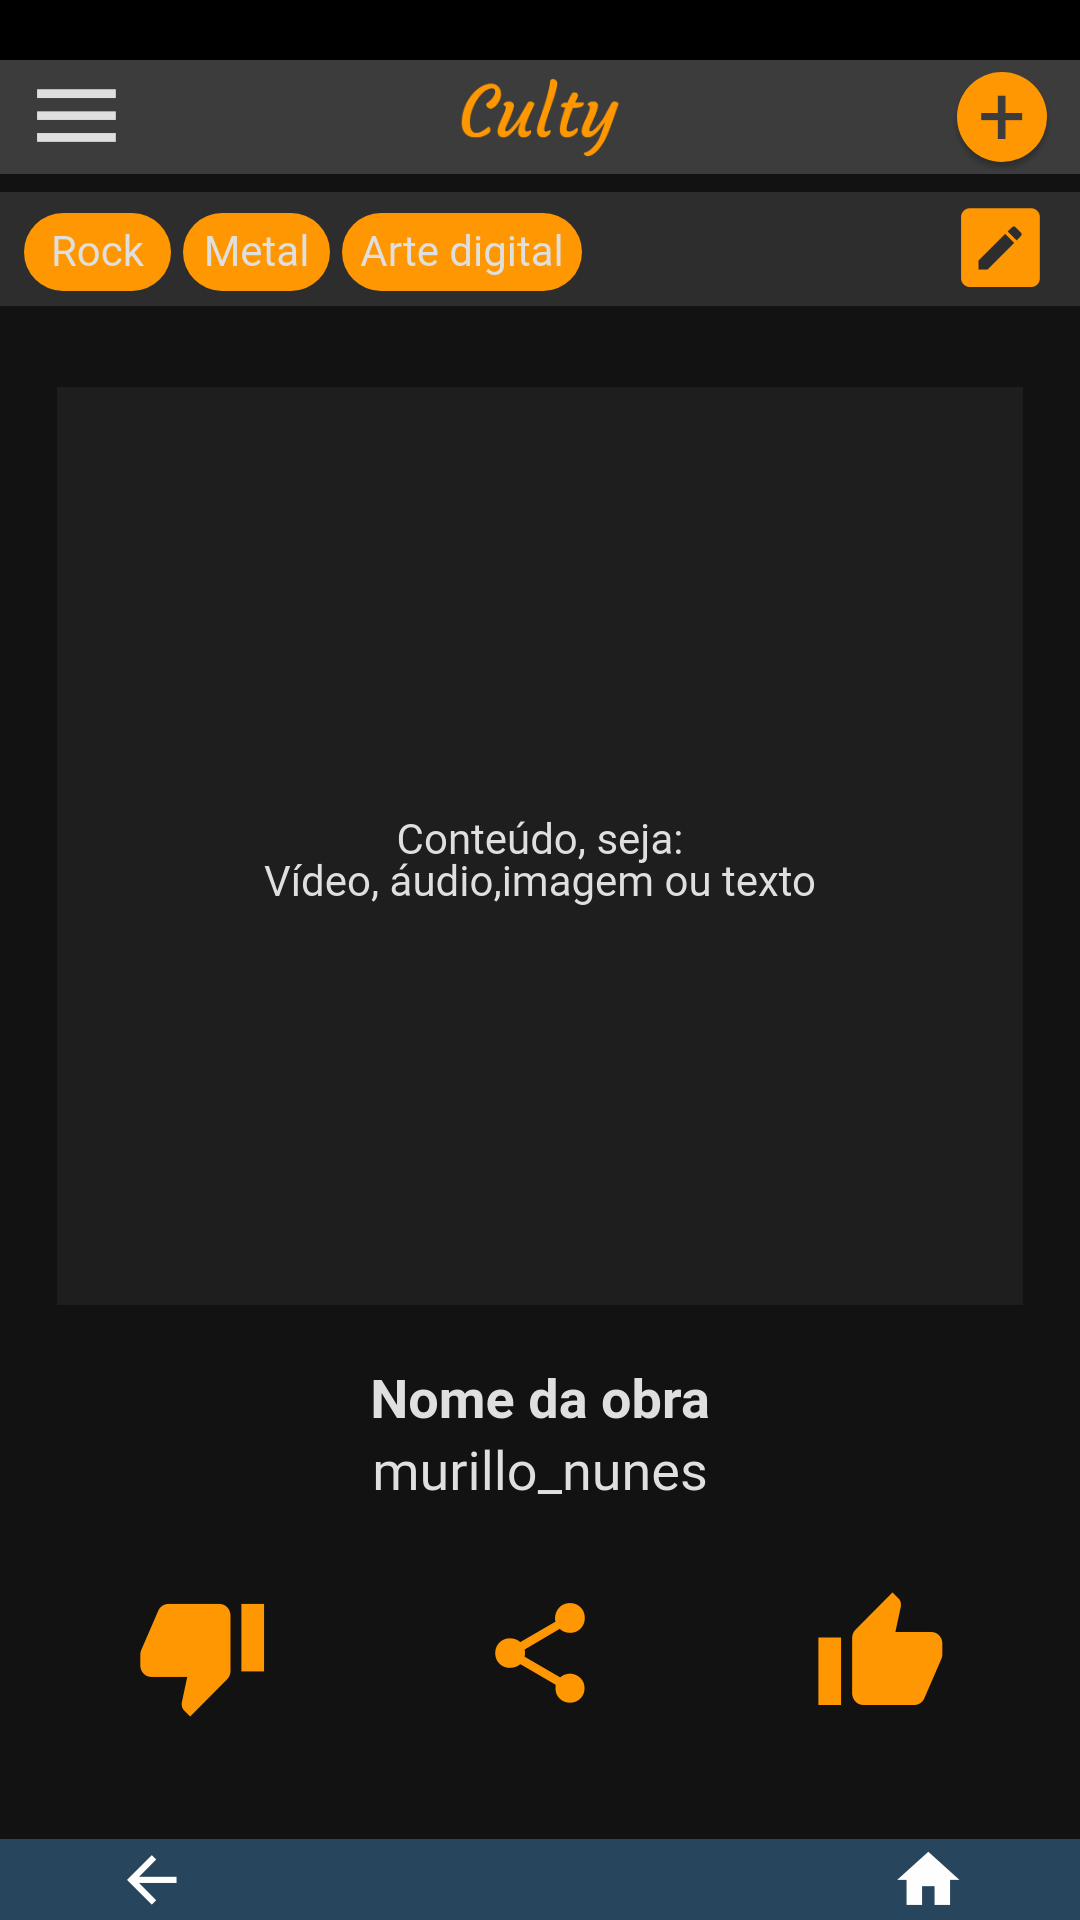 Culty
Rock Metal Arte digital
Conteúdo, seja:
Vídeo, áudio,imagem ou texto
Nome da obra
murillo_nunes